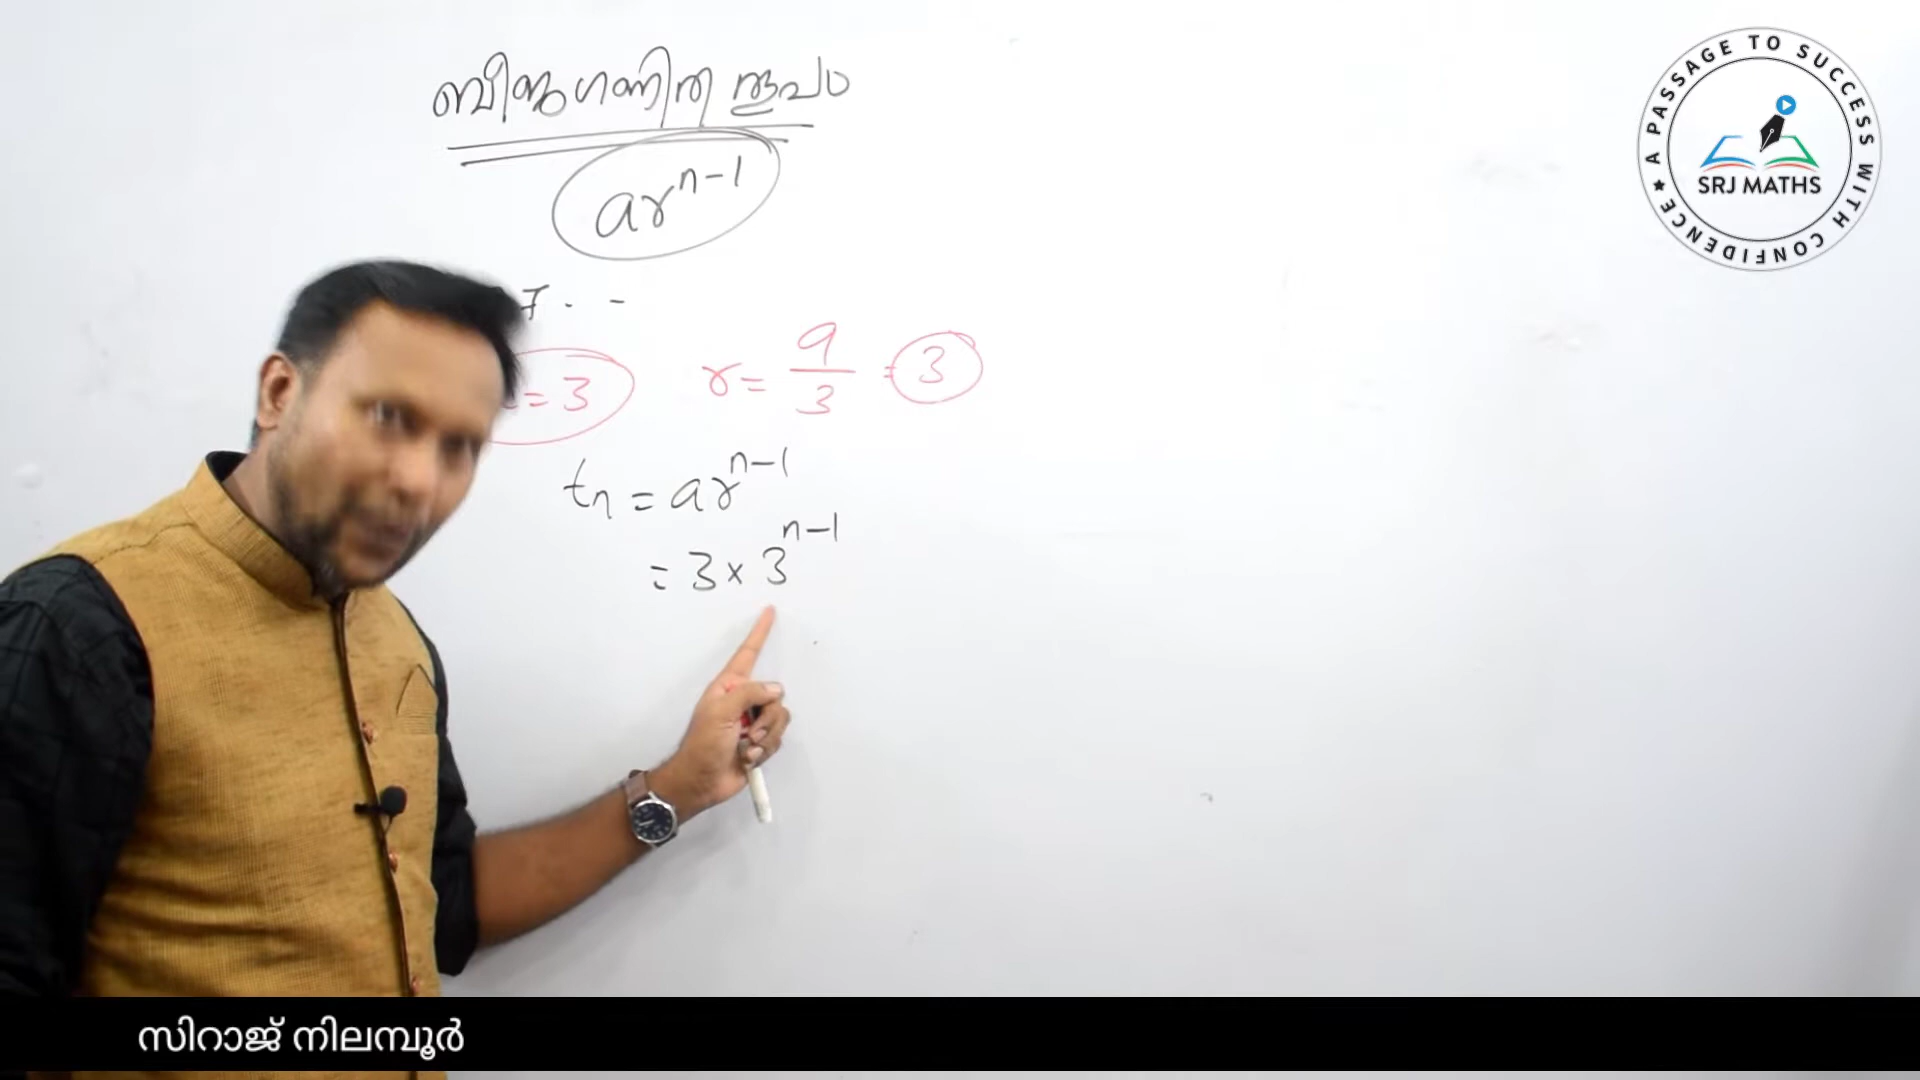 ബീജഗണിത രൂപം
ar^{n-1}
7 . -
= 3
r = 9/3 = 3
t_n = ar^{n-1}
= 3 × 3^{n-1}
A PASSAGE TO SUCCESS WITH CONFIDENCE
SRJ MATHS
സിറാജ് നിലമ്പൂർ